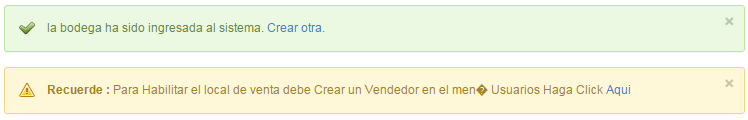 la bodega ha sido ingresada al sistema. Crear otra.
Recuerde : Para Habilitar el local de venta debe Crear un Vendedor en el men� Usuarios Haga Click Aqui